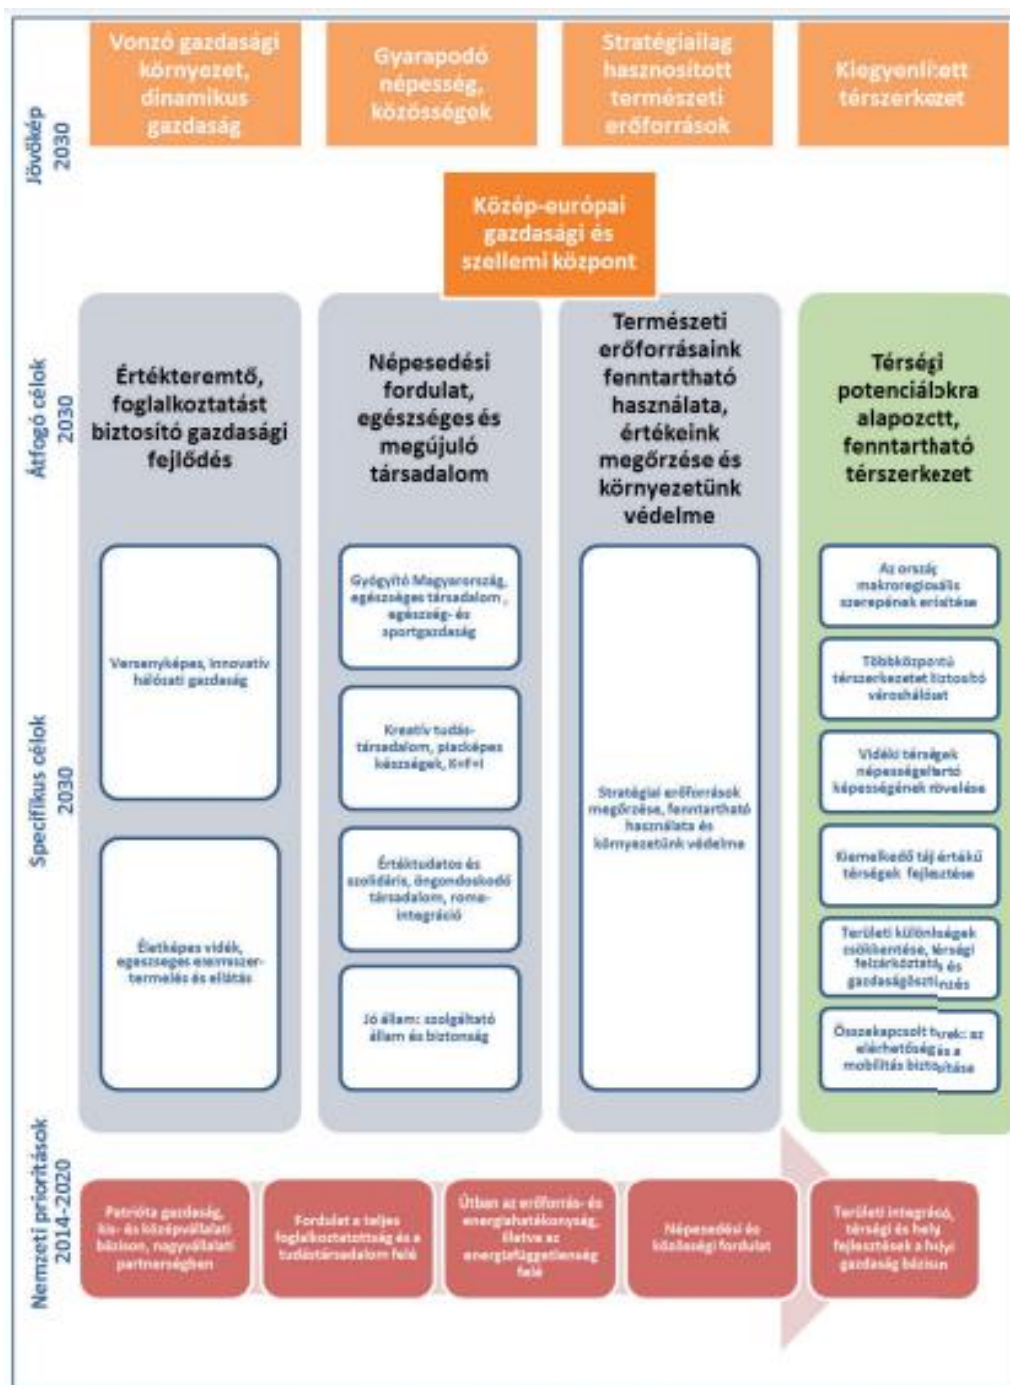 Jövőkép
2030
Vonzó gazdasági
környezet,
dinamikus
gazdaság
Gyarapodó
népesség,
közösségek
Stratégiailag
hasznosított
természeti
erőforrások
Kiegyenlített
térszerkezet
Közép-európai
gazdasági és
szellemi központ
Átfogó célok
2030
Értékteremtő,
foglalkoztatást
biztosító gazdasági
fejlődés
Népesedési
fordulat,
egészséges és
megújuló
társadalom
Természeti
erőforrásaink
fenntartható
használata,
értékeink
megőrzése és
környezetünk
védelme
Térségi
potenciálokra
alapozott,
fenntartható
térszerkezet
Specifikus célok
2030
Versenyképes, innovatív
hálózati gazdaság
Életképes vidék,
egészséges élelmiszer-
termelés és ellátás
Gyógyító Magyarország,
egészséges társadalom ,
egészség- és
sportgazdaság
Kreatív tudás-
társadalom, piacképes
készségek, K+F+I
Értéktudatos és
szolidáris, öngondoskodó
társadalom, roma-
integráció
Jó állam: szolgáltató
állam és biztonság
Stratégiai erőforrások
megőrzése, fenntartható
használata és
környezetünk védelme
Az ország
makroregionális
szerepének erősítése
Többközpontú
térszerkezetet biztosító
városhálózat
Vidéki térségek
népességeltartó
képességének növelése
Kiemelkedő táji értékű
térségek fejlesztése
Területi különbségek
csökkentése, térségi
felzárkóztatás és
gazdaságösztönzés
Összekapcsolt terek: az
elérhetőség és a
mobilitás biztosítása
Nemzeti prioritások
2014-2020
Patrióta gazdaság,
kis- és középvállalati
bázison, nagyvállalati
partnerségben
Fordulat a teljes
foglalkoztatottság és a
tudástársadalom felé
Útban az erőforrás- és
energiahatékonyság,
illetve az
energiafüggetlenség
felé
Népesedési és
közösségi fordulat
Területi integráció,
térségi és helyi
fejlesztések a helyi
gazdaság bázisán